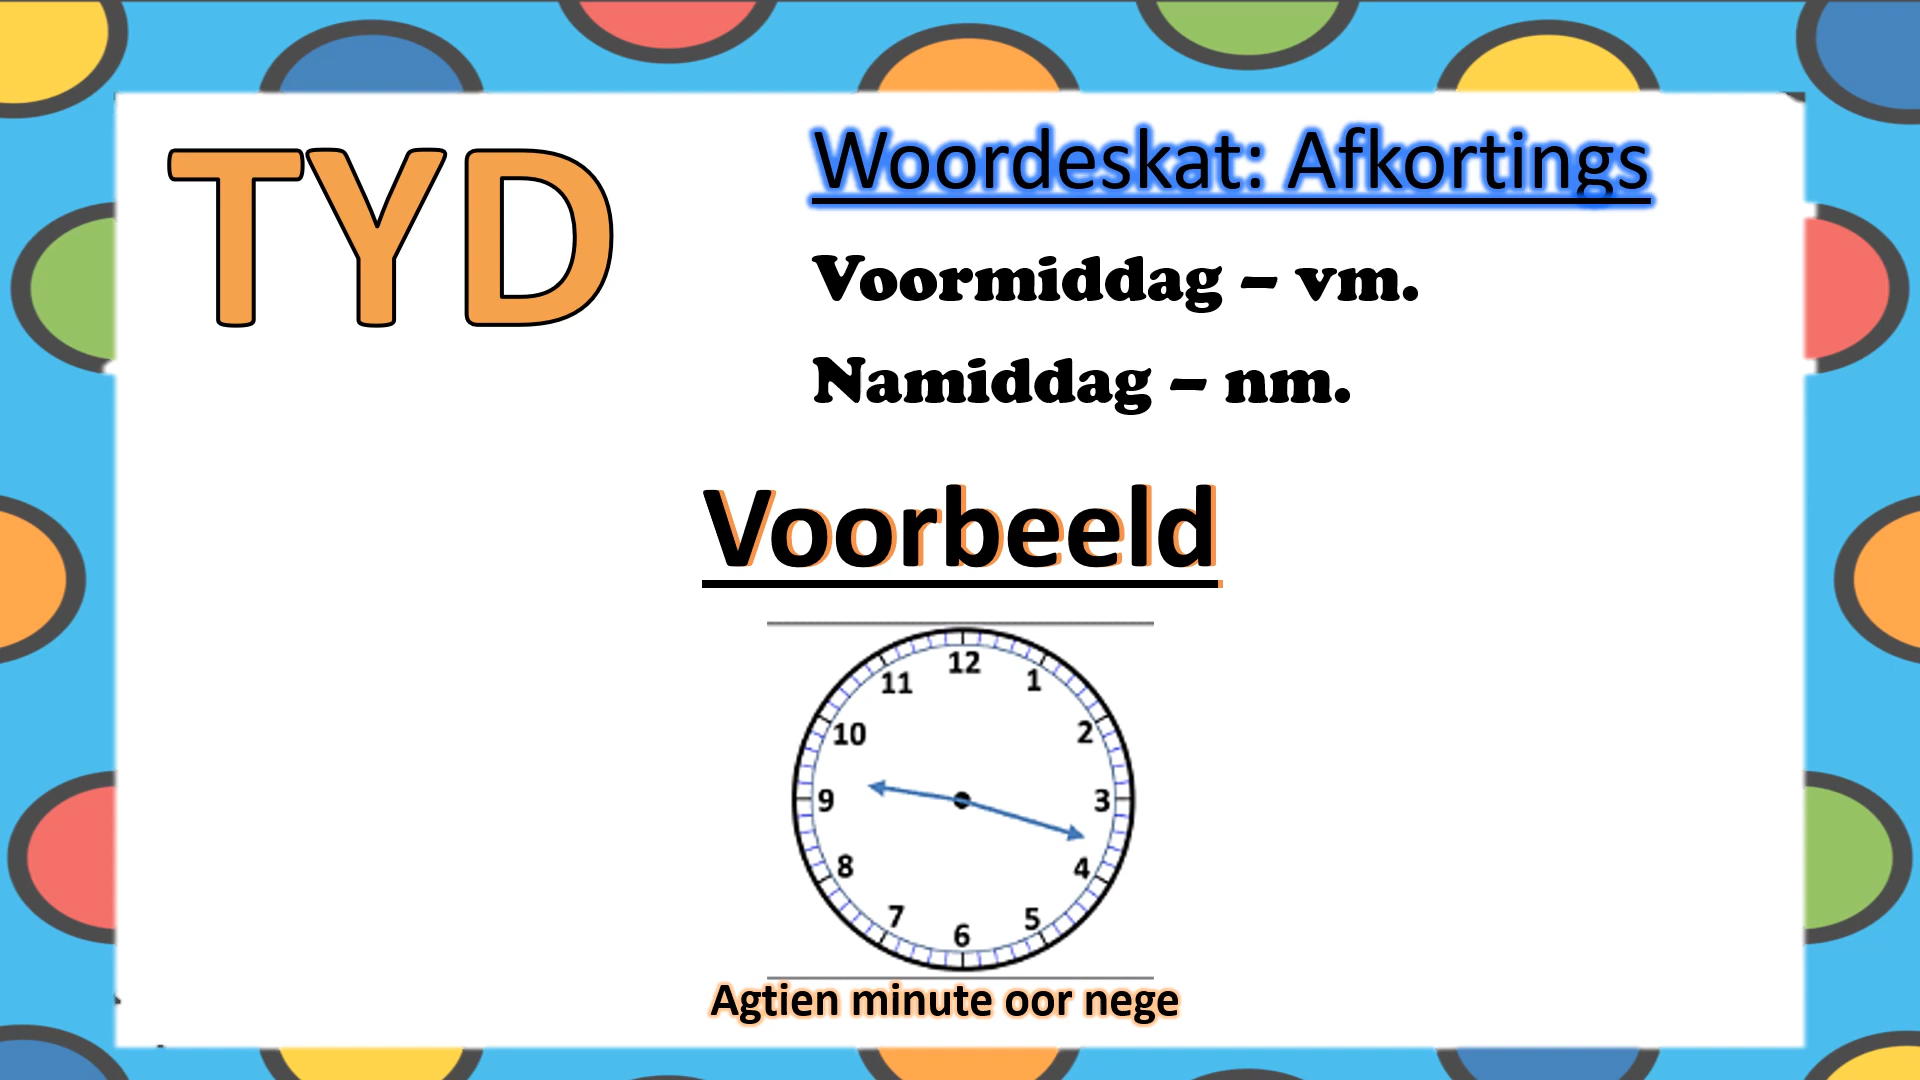 TYD
Woordeskat: Afkortings
Voormiddag – vm.
Namiddag – nm.
Voorbeeld
12
11
1
10
2
9
3
8
4
7
5
6
Agtien minute oor nege